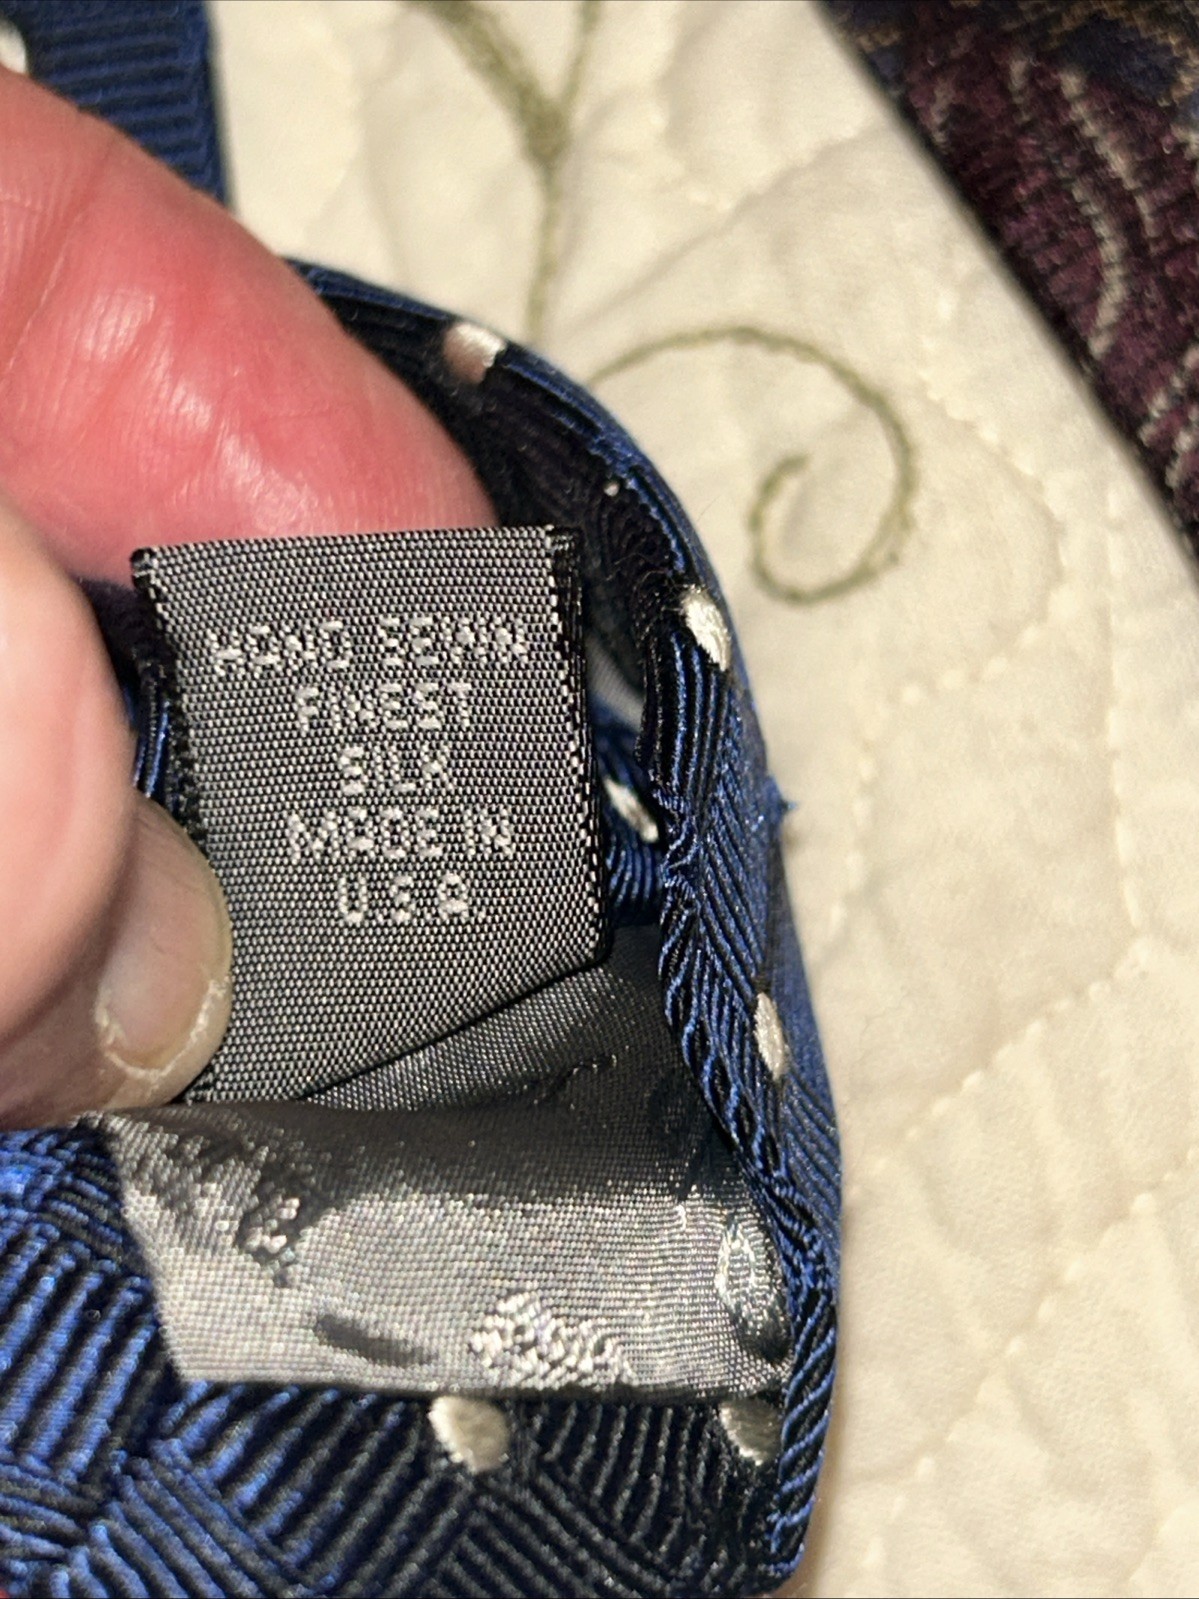 HAND SEWN
FINEST
SILK
MADE IN
U.S.A.